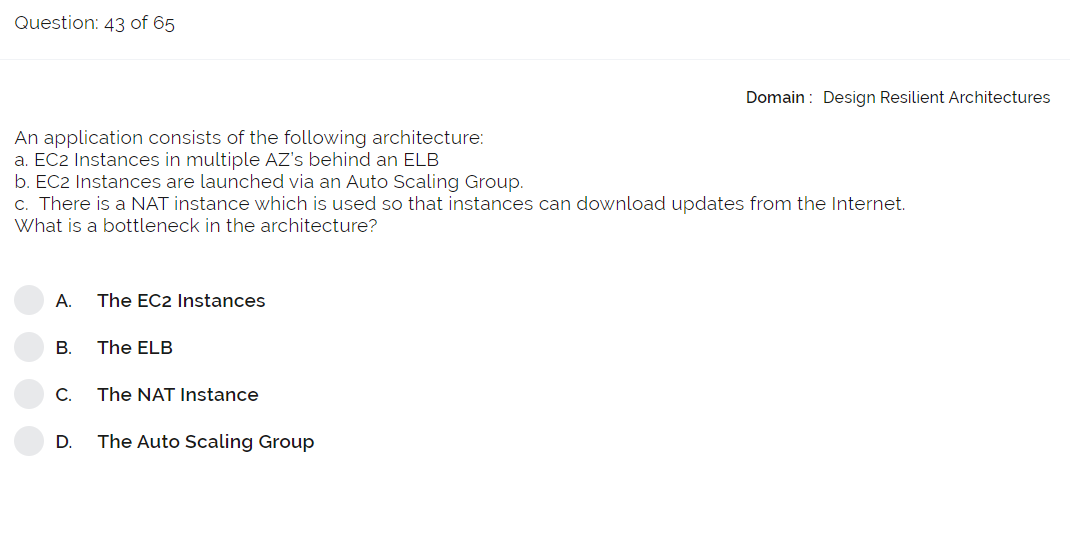 Question: 43 of 65
Domain : Design Resilient Architectures
An application consists of the following architecture:
a. EC2 Instances in multiple AZ's behind an ELB
b. EC2 Instances are launched via an Auto Scaling Group.
c. There is a NAT instance which is used so that instances can download updates from the Internet.
What is a bottleneck in the architecture?
A. The EC2 Instances
B. The ELB
C. The NAT Instance
D. The Auto Scaling Group